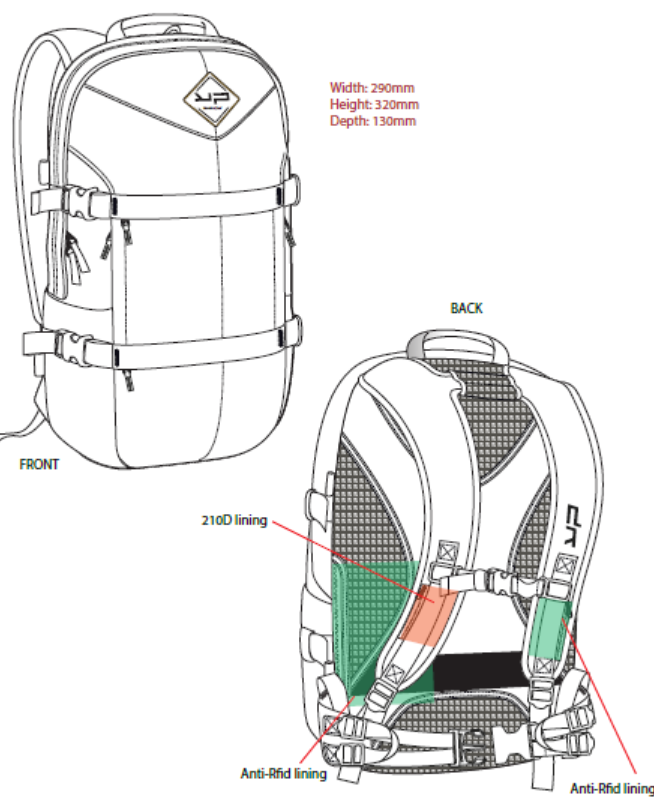 Width: 290mm
Height: 320mm
Depth: 130mm
BACK
FRONT
210D lining
Anti-Rfid lining
Anti-Rfid lining